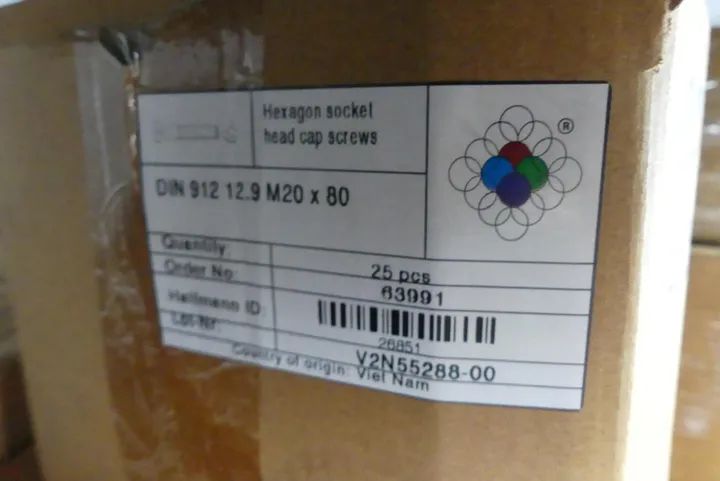 Hexagon socket
head cap screws
®
DIN 912 12.9 M20 x 80
Quantity: 25 pcs
Order No: 63991
Hellmann ID:
26851
Lot-Nr. V2N55288-00
Country of origin: Viet Nam